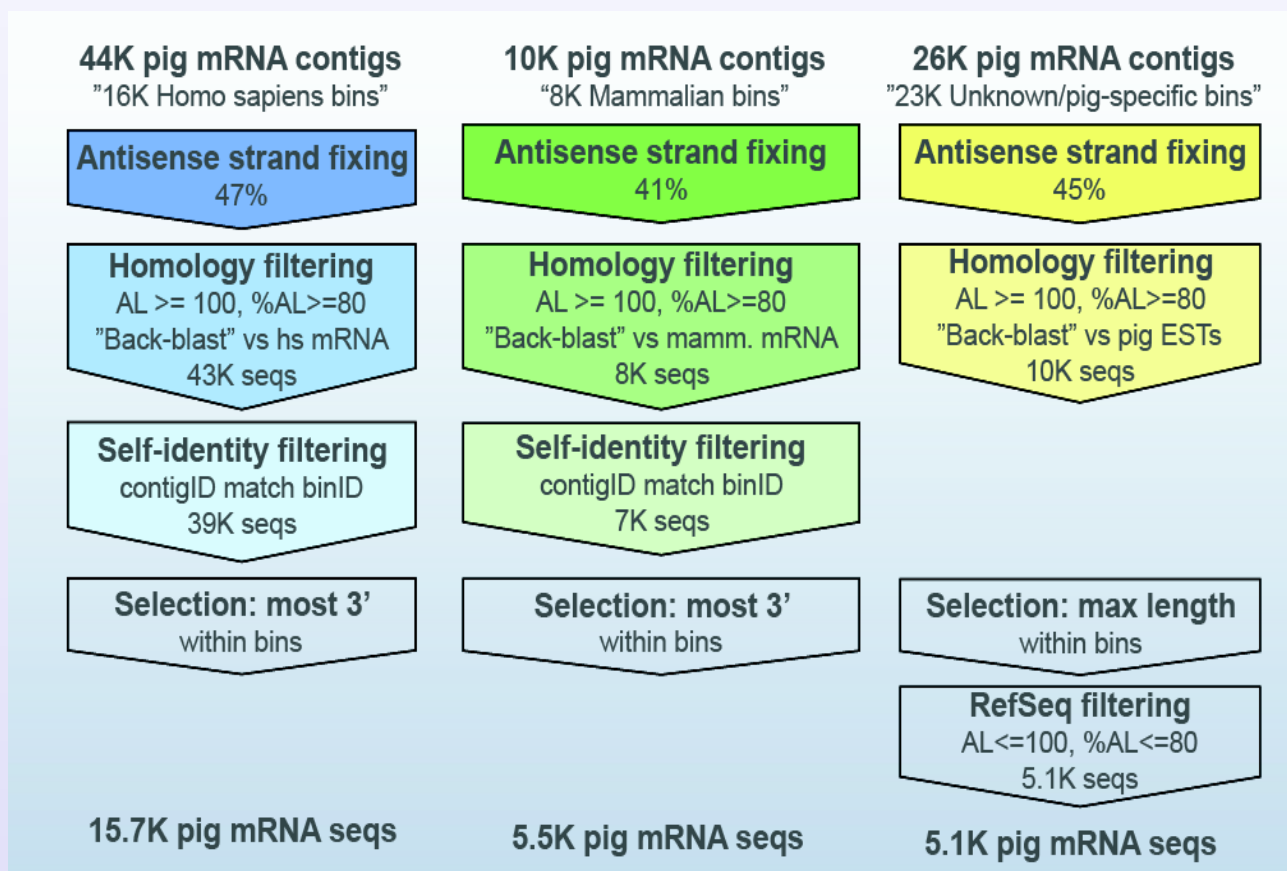 44K pig mRNA contigs
”16K Homo sapiens bins”
Antisense strand fixing
47%
Homology filtering
AL >= 100, %AL>=80
”Back-blast” vs hs mRNA
43K seqs
Self-identity filtering
contigID match binID
39K seqs
Selection: most 3’
within bins
15.7K pig mRNA seqs
10K pig mRNA contigs
“8K Mammalian bins”
Antisense strand fixing
41%
Homology filtering
AL >= 100, %AL>=80
”Back-blast” vs mamm. mRNA
8K seqs
Self-identity filtering
contigID match binID
7K seqs
Selection: most 3’
within bins
5.5K pig mRNA seqs
26K pig mRNA contigs
”23K Unknown/pig-specific bins”
Antisense strand fixing
45%
Homology filtering
AL >= 100, %AL>=80
”Back-blast” vs pig ESTs
10K seqs
Selection: max length
within bins
RefSeq filtering
AL<=100, %AL<=80
5.1K seqs
5.1K pig mRNA seqs